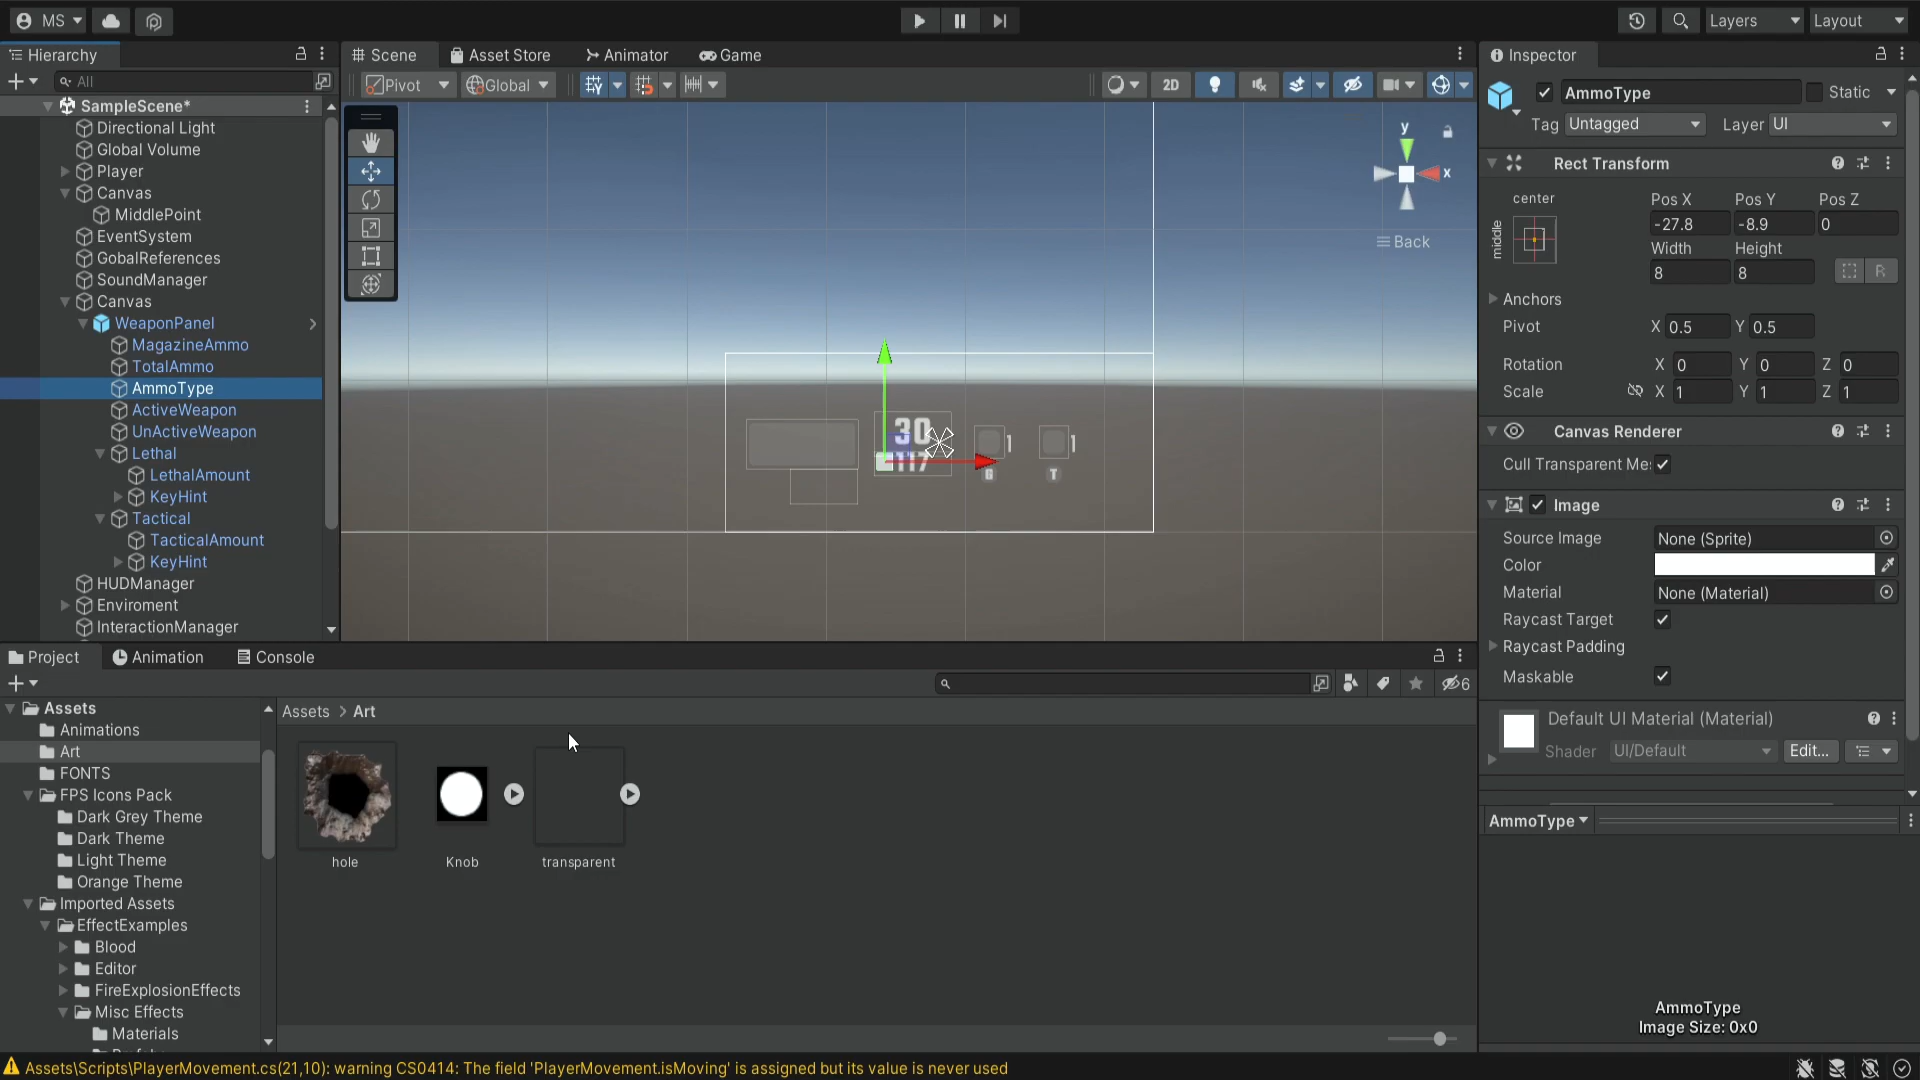 MS
Layers
Layout
Hierarchy
Scene
Asset Store
Animator
Game
Inspector
All
Pivot
Global
2D
AmmoType
Static
Tag Untagged
Layer UI
SampleScene*
Directional Light
Global Volume
Player
Canvas
MiddlePoint
EventSystem
GobalReferences
SoundManager
Canvas
WeaponPanel
MagazineAmmo
TotalAmmo
AmmoType
ActiveWeapon
UnActiveWeapon
Lethal
LethalAmount
KeyHint
Tactical
TacticalAmount
KeyHint
HUDManager
Enviroment
InteractionManager
y
x
Back
30
117
1
1
G
T
Rect Transform
center
middle
Pos X
Pos Y
Pos Z
-27.8
-8.9
0
Width
Height
8
8
R
Anchors
Pivot
X 0.5
Y 0.5
Rotation
X 0
Y 0
Z 0
Scale
X 1
Y 1
Z 1
Canvas Renderer
Cull Transparent Me:
Image
Source Image
None (Sprite)
Color
Material
None (Material)
Raycast Target
Raycast Padding
Maskable
Default UI Material (Material)
Shader UI/Default
Edit...
AmmoType
AmmoType
Image Size: 0x0
Project
Animation
Console
6
Assets
Animations
Art
FONTS
FPS Icons Pack
Dark Grey Theme
Dark Theme
Light Theme
Orange Theme
Imported Assets
EffectExamples
Blood
Editor
FireExplosionEffects
Misc Effects
Materials
Assets > Art
hole
Knob
transparent
Assets\Scripts\PlayerMovement.cs(21,10): warning CS0414: The field 'PlayerMovement.isMoving' is assigned but its value is never used